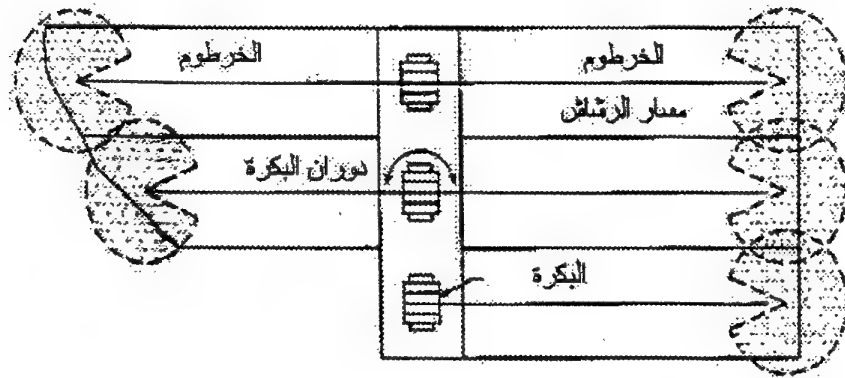 الخرطوم
الخرطوم
مسار الرشاش
دوران البكرة
البكرة